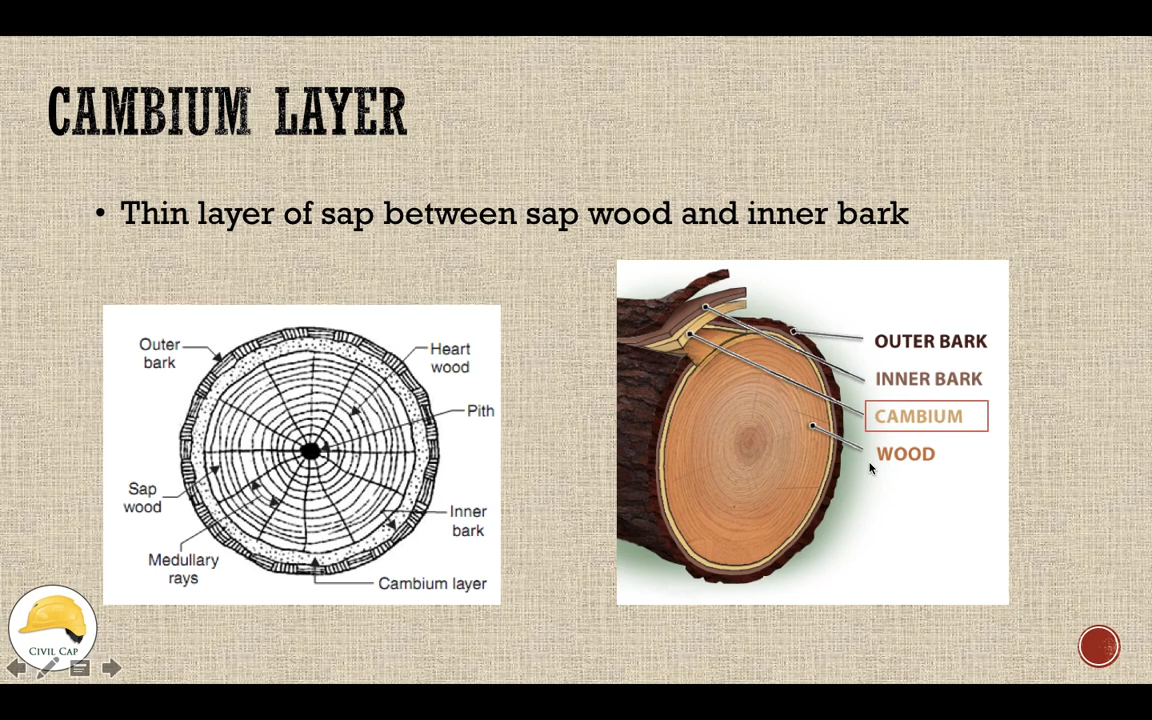 CAMBIUM LAYER
• Thin layer of sap between sap wood and inner bark
Outer
bark
Heart
wood
Pith
Sap
wood
Inner
bark
Medullary
rays
Cambium layer
OUTER BARK
INNER BARK
CAMBIUM
WOOD
CIVIL CAP